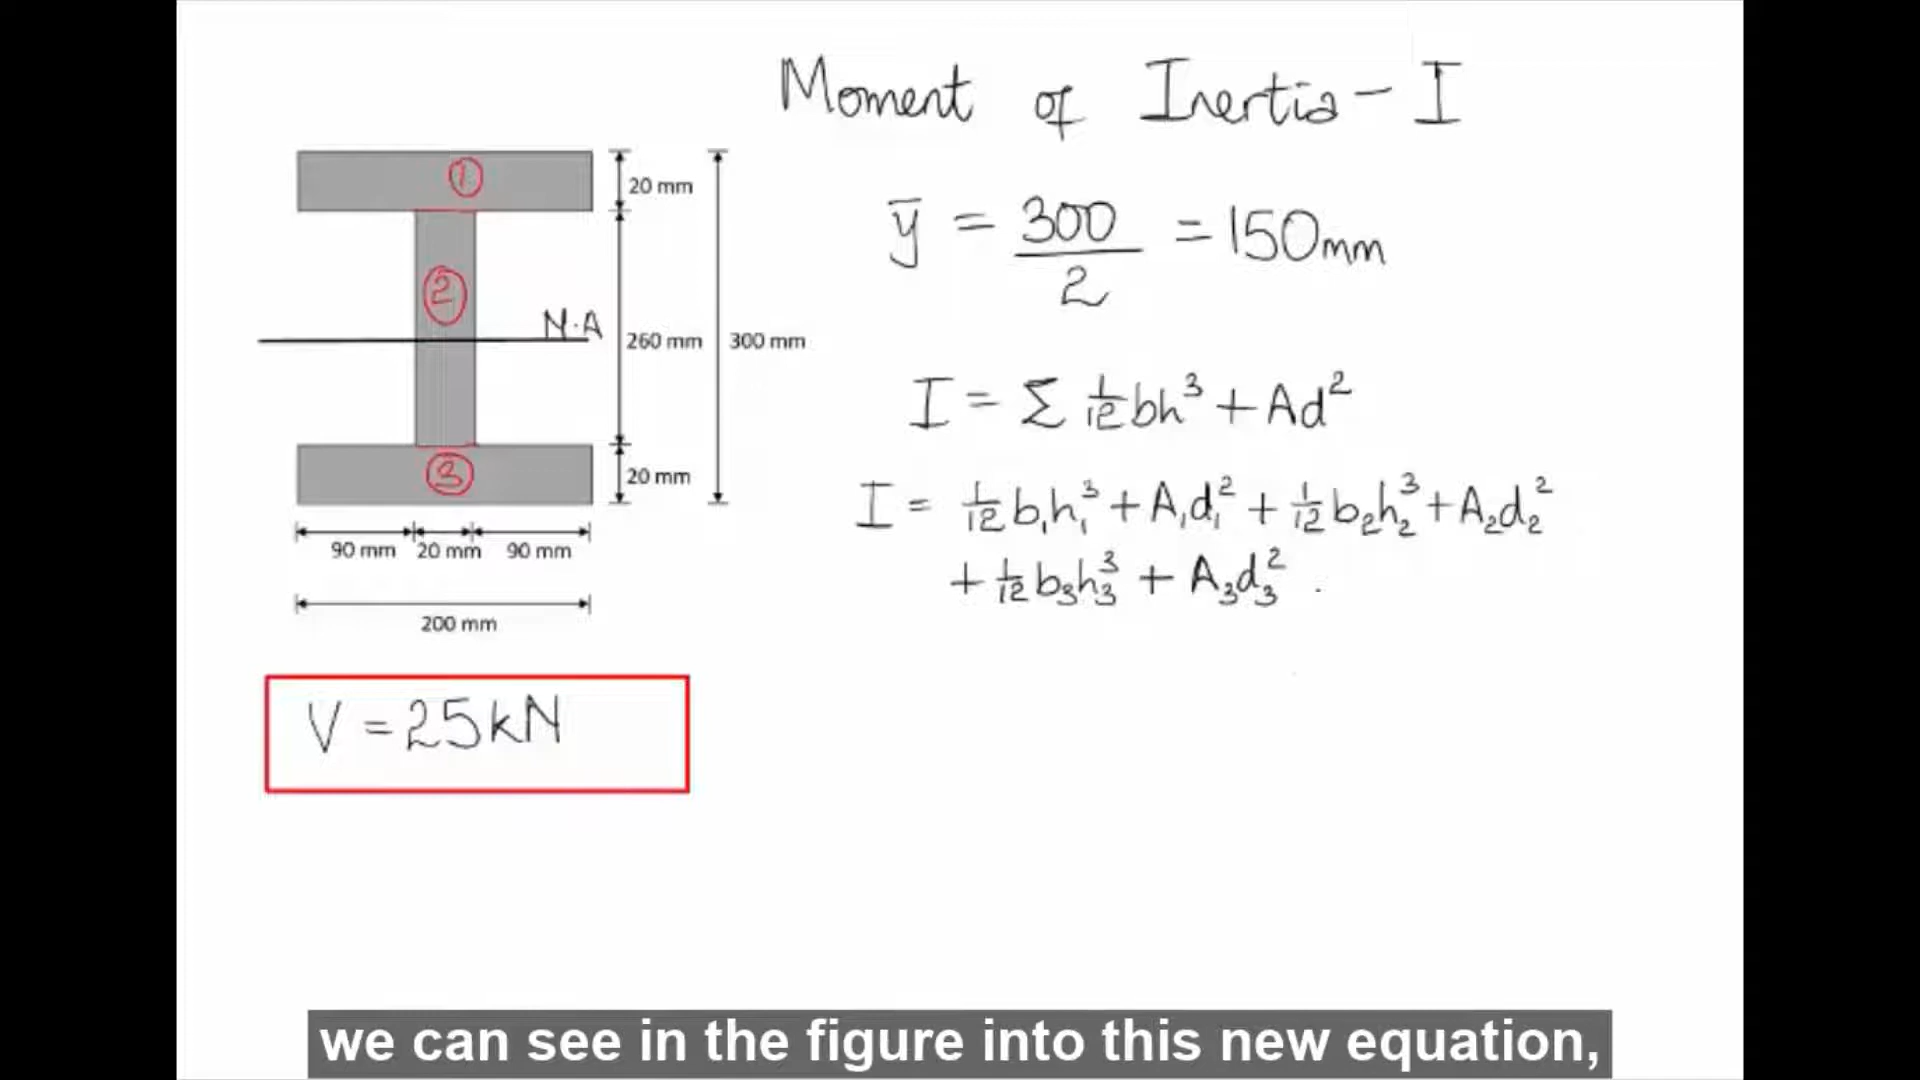 Moment of Inertia - I
1
20 mm
ȳ = 300/2 = 150mm
2
N.A
260 mm
300 mm
I = Σ 1/12 bh³ + Ad²
3
20 mm
I = 1/12 b₁h₁³ + A₁d₁² + 1/12 b₂h₂³ + A₂d₂²
+ 1/12 b₃h₃³ + A₃d₃² .
90 mm 20 mm 90 mm
200 mm
V = 25kN
we can see in the figure into this new equation,